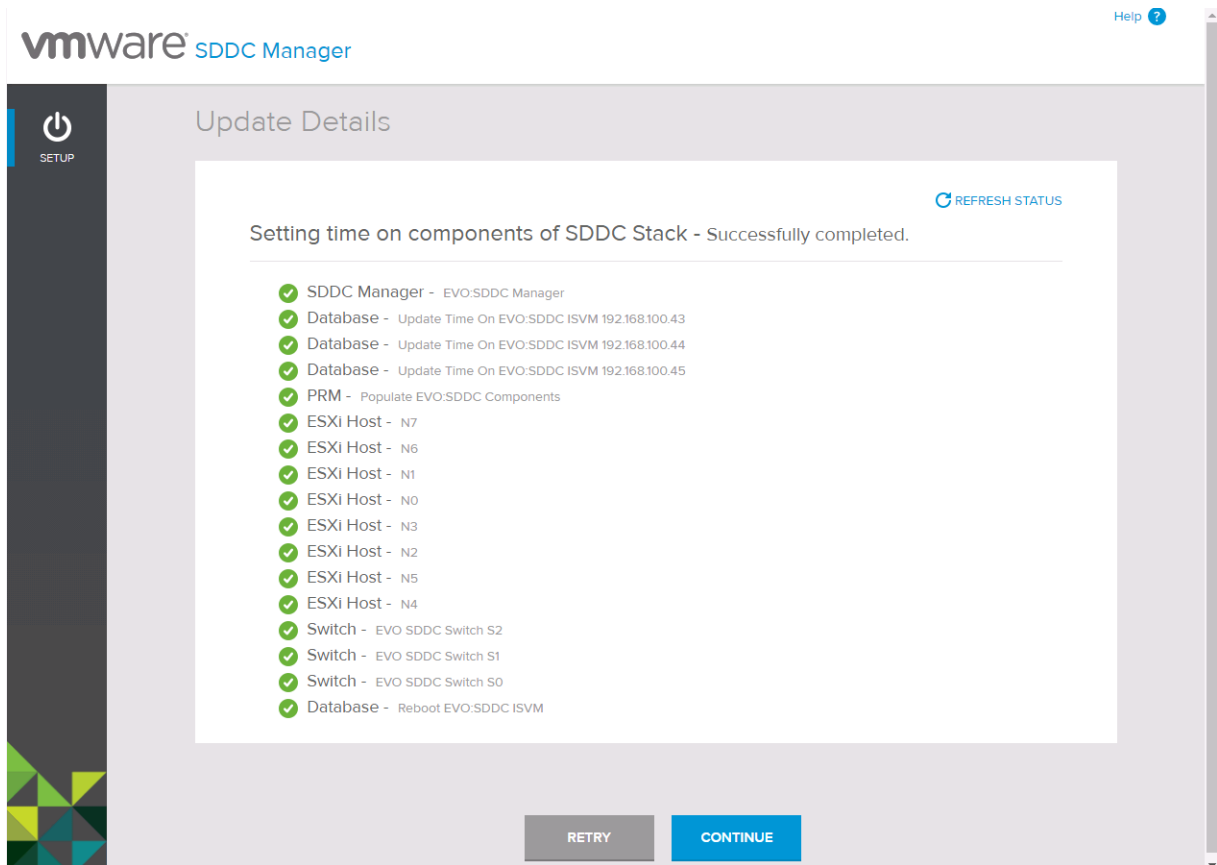 Help ?
vmware SDDC Manager
SETUP
Update Details
REFRESH STATUS
Setting time on components of SDDC Stack - Successfully completed.
SDDC Manager - EVO:SDDC Manager
Database - Update Time On EVO:SDDC ISVM 192.168.100.43
Database - Update Time On EVO:SDDC ISVM 192.168.100.44
Database - Update Time On EVO:SDDC ISVM 192.168.100.45
PRM - Populate EVO:SDDC Components
ESXi Host - N7
ESXi Host - N6
ESXi Host - N1
ESXi Host - N0
ESXi Host - N3
ESXi Host - N2
ESXi Host - N5
ESXi Host - N4
Switch - EVO SDDC Switch S2
Switch - EVO SDDC Switch S1
Switch - EVO SDDC Switch S0
Database - Reboot EVO:SDDC ISVM
RETRY CONTINUE